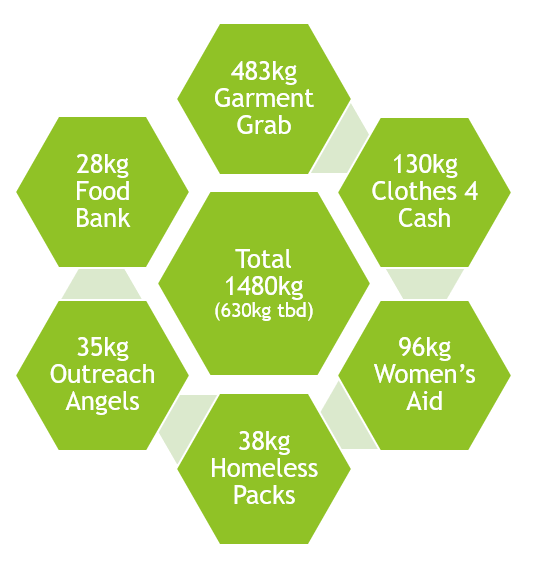 483kg
Garment
Grab
130kg
Clothes 4
Cash
96kg
Women’s
Aid
38kg
Homeless
Packs
35kg
Outreach
Angels
28kg
Food
Bank
Total
1480kg
(630kg tbd)